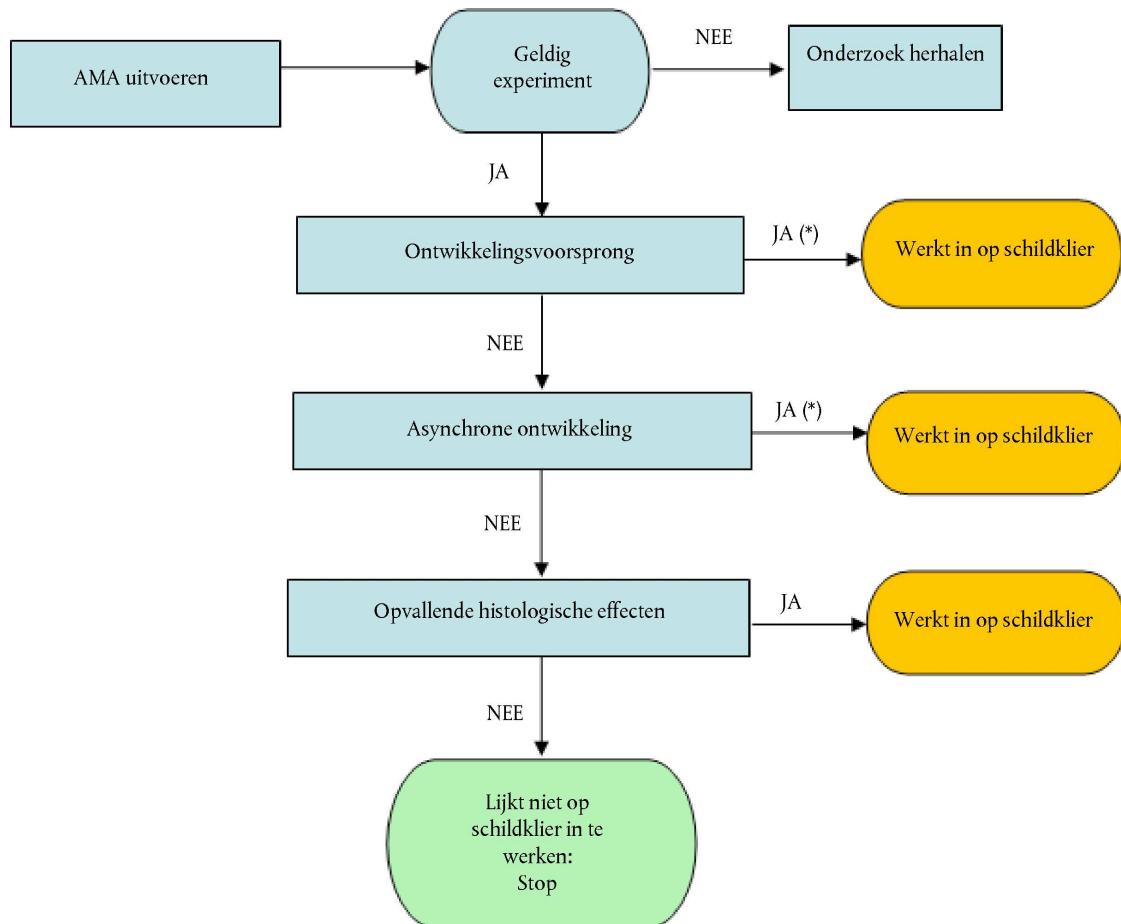 AMA uitvoeren
Geldig
experiment
NEE
Onderzoek herhalen
JA
Ontwikkelingsvoorsprong
JA (*)
Werkt in op schildklier
NEE
Asynchrone ontwikkeling
JA (*)
Werkt in op schildklier
NEE
Opvallende histologische effecten
JA
Werkt in op schildklier
NEE
Lijkt niet op
schildklier in te
werken:
Stop